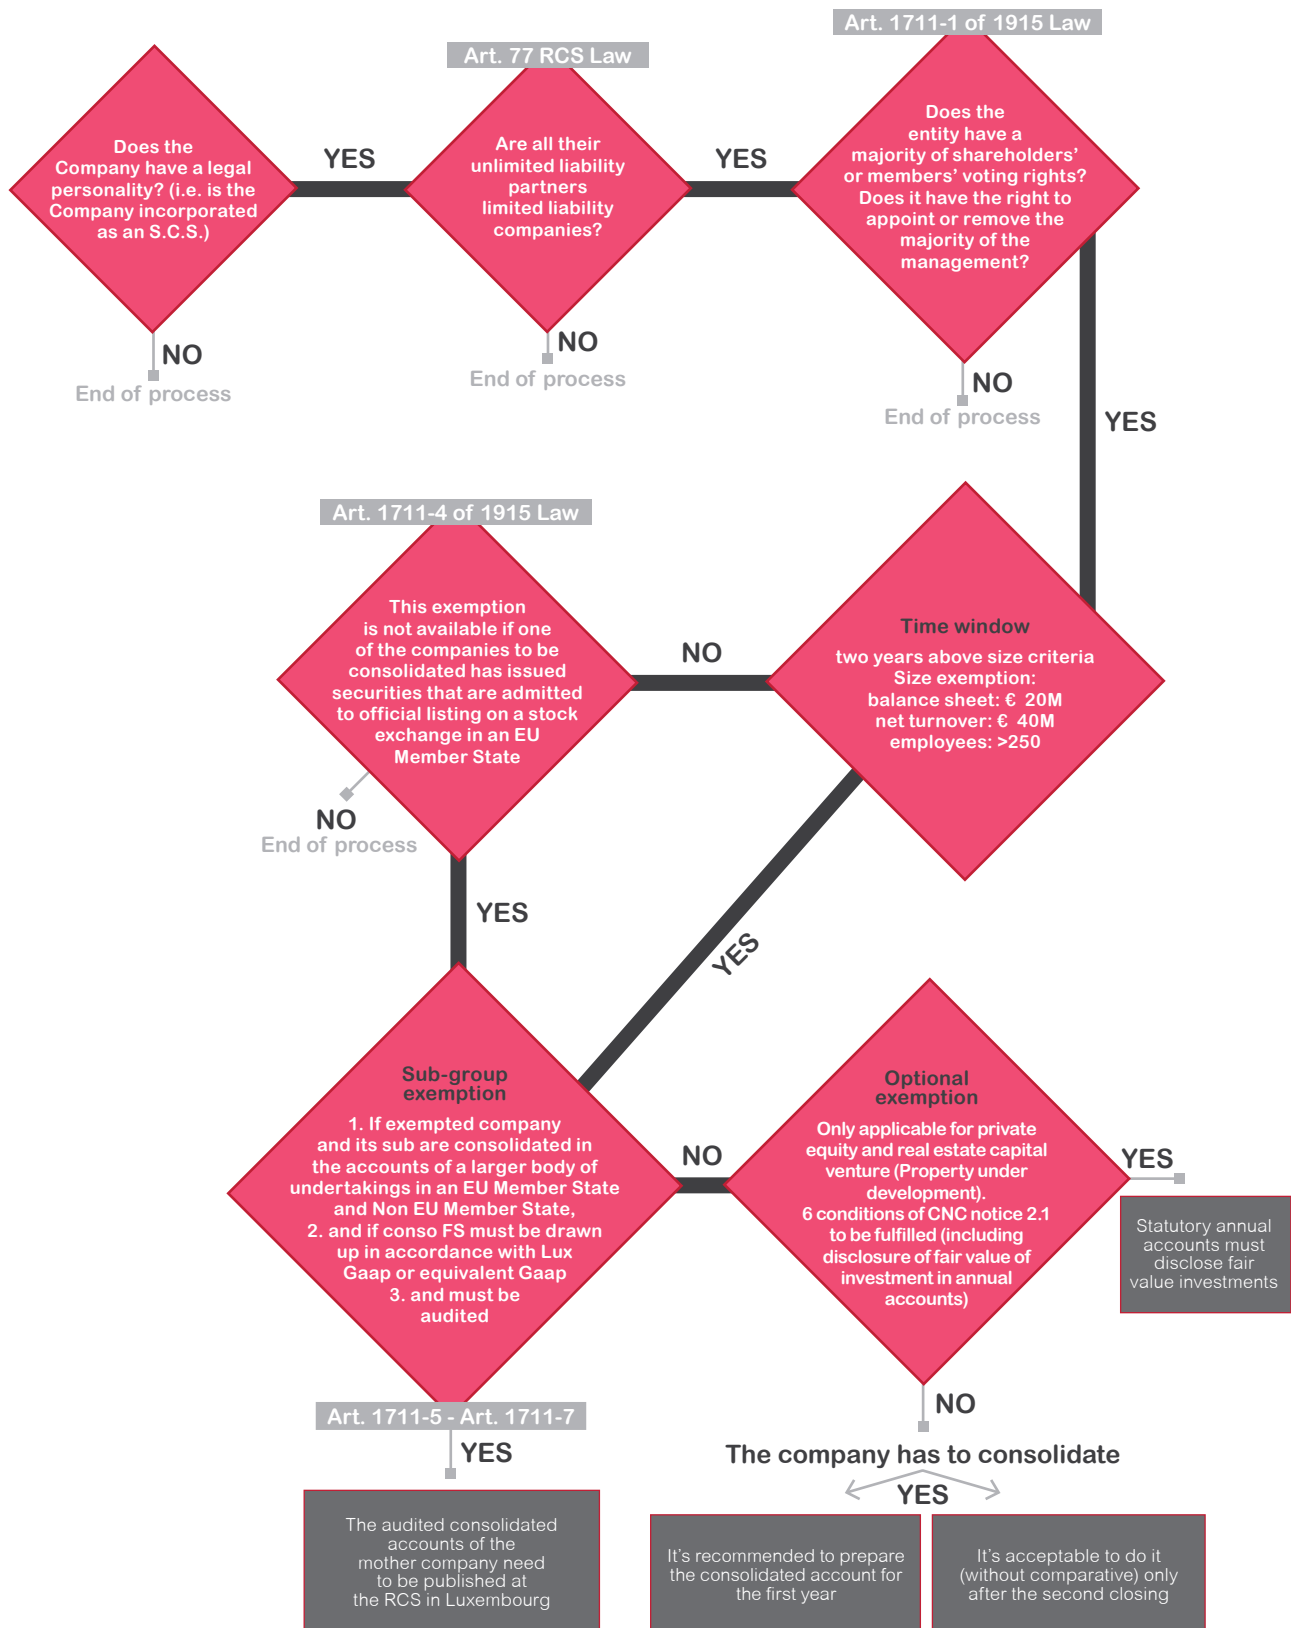 Does the
Company have a legal
personality? (i.e. is the
Company incorporated
as an S.C.S.)
YES
NO
End of process
Art. 77 RCS Law
Are all their
unlimited liability
partners
limited liability
companies?
YES
NO
End of process
Art. 1711-1 of 1915 Law
Does the
entity have a
majority of shareholders’
or members’ voting rights?
Does it have the right to
appoint or remove the
majority of the
management?
NO
End of process
YES
Time window
two years above size criteria
Size exemption:
balance sheet: € 20M
net turnover: € 40M
employees: >250
NO
Art. 1711-4 of 1915 Law
This exemption
is not available if one
of the companies to be
consolidated has issued
securities that are admitted
to official listing on a stock
exchange in an EU
Member State
NO
End of process
YES
YES
Sub-group
exemption
1. If exempted company
and its sub are consolidated in
the accounts of a larger body of
undertakings in an EU Member State
and Non EU Member State,
2. and if conso FS must be drawn
up in accordance with Lux
Gaap or equivalent Gaap
3. and must be
audited
Art. 1711-5 - Art. 1711-7
YES
The audited consolidated
accounts of the
mother company need
to be published at
the RCS in Luxembourg
NO
Optional
exemption
Only applicable for private
equity and real estate capital
venture (Property under
development).
6 conditions of CNC notice 2.1
to be fulfilled (including
disclosure of fair value of
investment in annual
accounts)
YES
Statutory annual
accounts must
disclose fair
value investments
NO
The company has to consolidate
YES
It’s recommended to prepare
the consolidated account for
the first year
It’s acceptable to do it
(without comparative) only
after the second closing